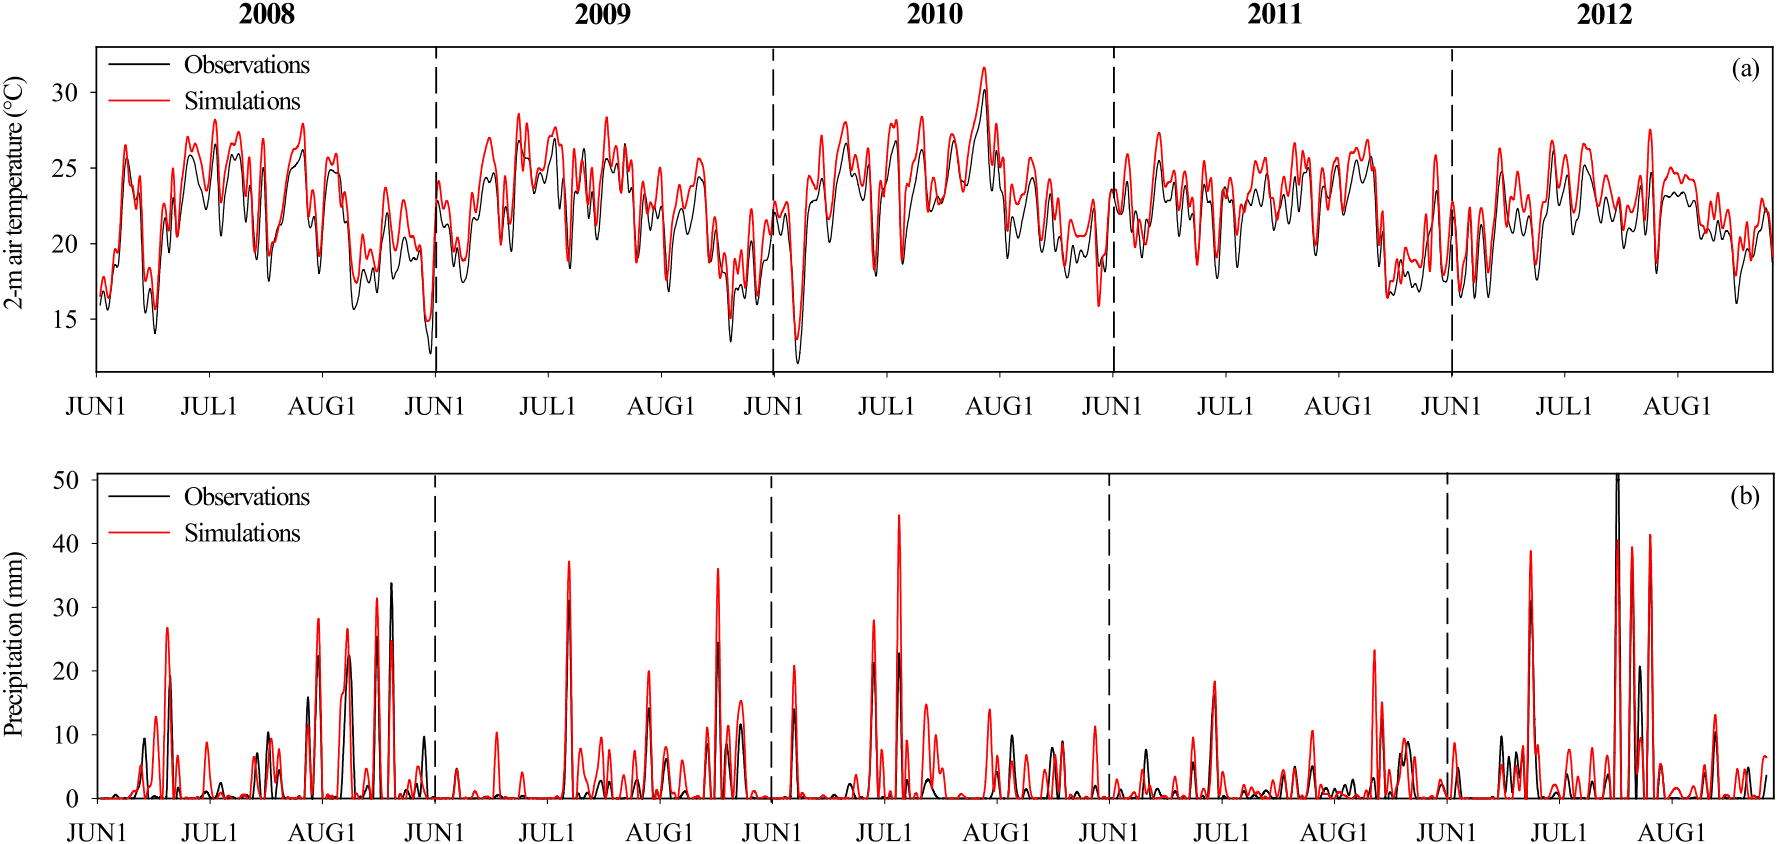 2008 2009 2010 2011 2012
Observations
Simulations
(a)
2-m air temperature (°C)
30
25
20
15
JUN1 JUL1 AUG1 JUN1 JUL1 AUG1 JUN1 JUL1 AUG1 JUN1 JUL1 AUG1 JUN1 JUL1 AUG1
Observations
Simulations
(b)
Precipitation (mm)
50
40
30
20
10
0
JUN1 JUL1 AUG1 JUN1 JUL1 AUG1 JUN1 JUL1 AUG1 JUN1 JUL1 AUG1 JUN1 JUL1 AUG1